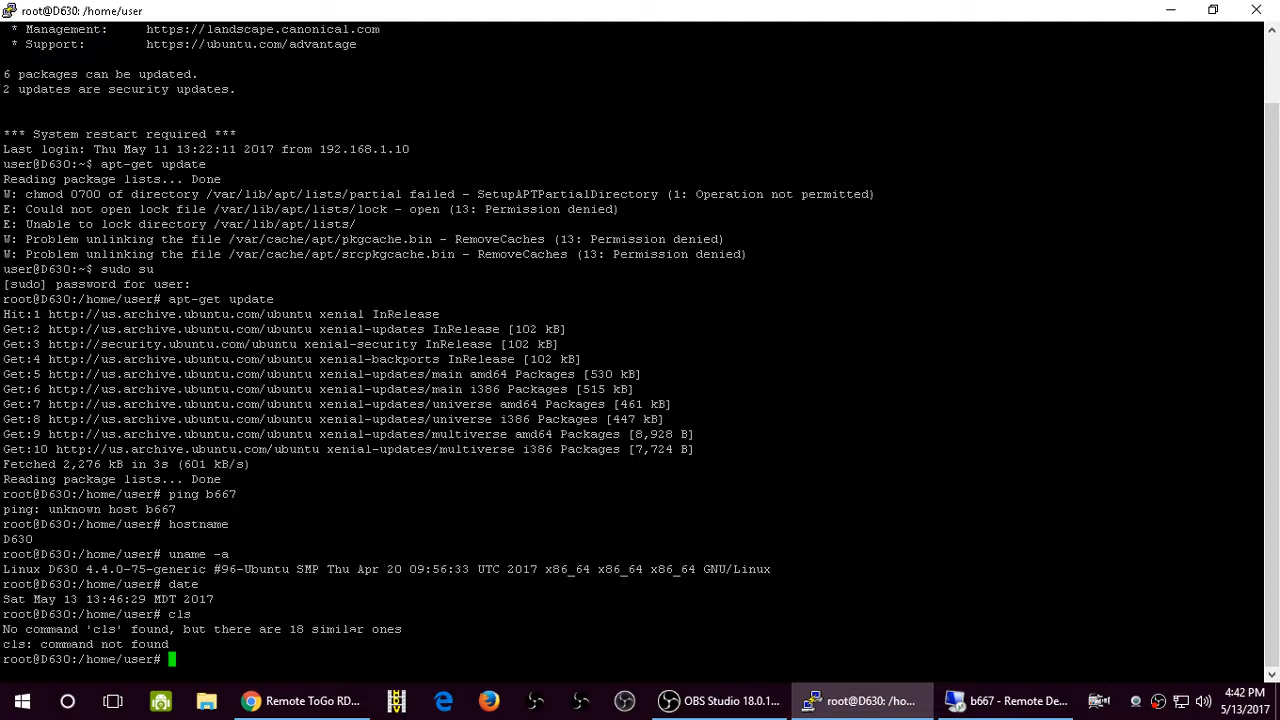 root@D630: /home/user
* Management:     https://landscape.canonical.com
* Support:        https://ubuntu.com/advantage
6 packages can be updated.
2 updates are security updates.
*** System restart required ***
Last login: Thu May 11 13:22:11 2017 from 192.168.1.10
user@D630:~$ apt-get update
Reading package lists... Done
W: chmod 0700 of directory /var/lib/apt/lists/partial failed - SetupAPTPartialDirectory (1: Operation not permitted)
E: Could not open lock file /var/lib/apt/lists/lock - open (13: Permission denied)
E: Unable to lock directory /var/lib/apt/lists/
W: Problem unlinking the file /var/cache/apt/pkgcache.bin - RemoveCaches (13: Permission denied)
W: Problem unlinking the file /var/cache/apt/srcpkgcache.bin - RemoveCaches (13: Permission denied)
user@D630:~$ sudo su
[sudo] password for user:
root@D630:/home/user# apt-get update
Hit:1 http://us.archive.ubuntu.com/ubuntu xenial InRelease
Get:2 http://us.archive.ubuntu.com/ubuntu xenial-updates InRelease [102 kB]
Get:3 http://security.ubuntu.com/ubuntu xenial-security InRelease [102 kB]
Get:4 http://us.archive.ubuntu.com/ubuntu xenial-backports InRelease [102 kB]
Get:5 http://us.archive.ubuntu.com/ubuntu xenial-updates/main amd64 Packages [530 kB]
Get:6 http://us.archive.ubuntu.com/ubuntu xenial-updates/main i386 Packages [515 kB]
Get:7 http://us.archive.ubuntu.com/ubuntu xenial-updates/universe amd64 Packages [461 kB]
Get:8 http://us.archive.ubuntu.com/ubuntu xenial-updates/universe i386 Packages [447 kB]
Get:9 http://us.archive.ubuntu.com/ubuntu xenial-updates/multiverse amd64 Packages [8,928 B]
Get:10 http://us.archive.ubuntu.com/ubuntu xenial-updates/multiverse i386 Packages [7,724 B]
Fetched 2,276 kB in 3s (601 kB/s)
Reading package lists... Done
root@D630:/home/user# ping b667
ping: unknown host b667
root@D630:/home/user# hostname
D630
root@D630:/home/user# uname -a
Linux D630 4.4.0-75-generic #96-Ubuntu SMP Thu Apr 20 09:56:33 UTC 2017 x86_64 x86_64 x86_64 GNU/Linux
root@D630:/home/user# date
Sat May 13 13:46:29 MDT 2017
root@D630:/home/user# cls
No command 'cls' found, but there are 18 similar ones
cls: command not found
root@D630:/home/user#
Remote ToGo RD... OBS Studio 18.0.1... root@D630: /ho... b667 - Remote De... 4:42 PM
5/13/2017